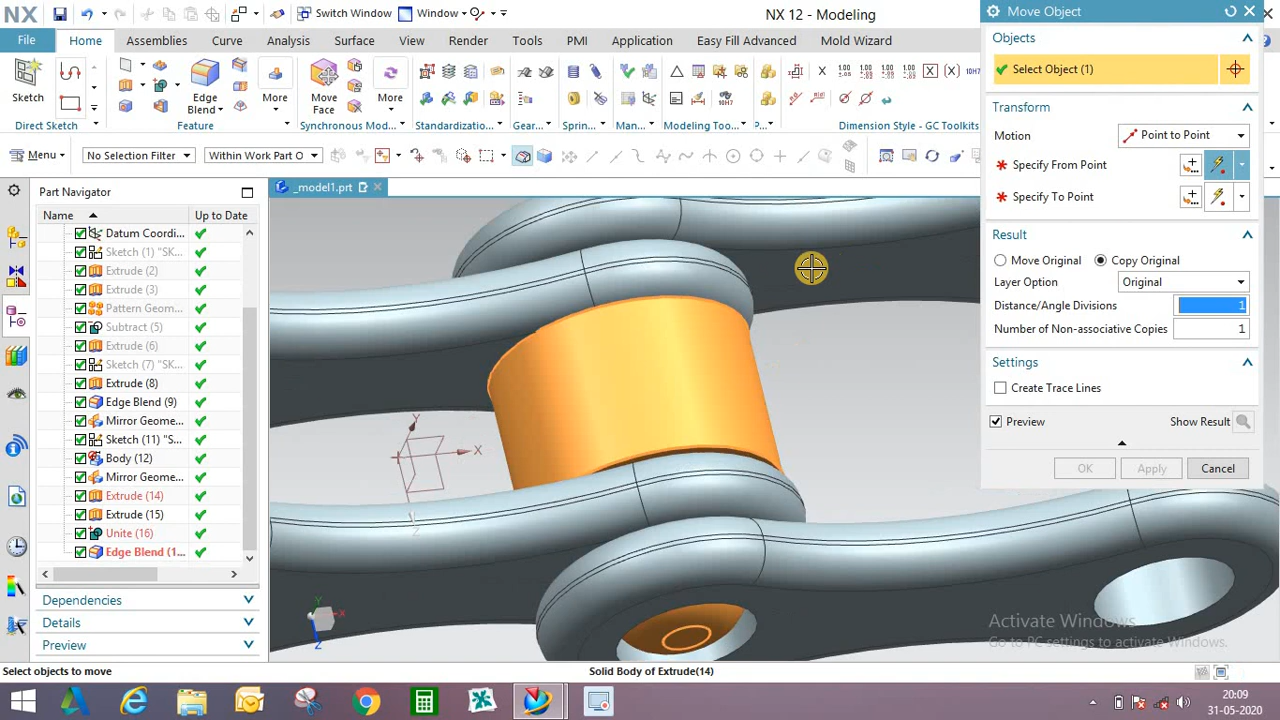 NX
Switch Window
Window
NX 12 - Modeling
File
Home
Assemblies
Curve
Analysis
Surface
View
Render
Tools
PMI
Application
Easy Fill Advanced
Mold Wizard
Sketch
Edge
Blend
More
Move
Face
More
Direct Sketch
Feature
Synchronous Mod...
Standardization...
Gear...
Sprin...
Man...
Modeling Too...
P...
Dimension Style - GC Toolkits
Menu
No Selection Filter
Within Work Part O
_model1.prt
Part Navigator
Name
Up to Date
Datum Coordi...
Sketch (1) "SK...
Extrude (2)
Extrude (3)
Pattern Geom...
Subtract (5)
Extrude (6)
Sketch (7) "SK...
Extrude (8)
Edge Blend (9)
Mirror Geome...
Sketch (11) "S...
Body (12)
Mirror Geome...
Extrude (14)
Extrude (15)
Unite (16)
Edge Blend (1...
Dependencies
Details
Preview
Move Object
Objects
Select Object (1)
Transform
Motion
Point to Point
Specify From Point
Specify To Point
Result
Move Original
Copy Original
Layer Option
Original
Distance/Angle Divisions
1
Number of Non-associative Copies
1
Settings
Create Trace Lines
Preview
Show Result
OK
Apply
Cancel
Y
X
Z
Y
X
Z
Activate Windows
Go to PC settings to activate Windows.
Select objects to move
Solid Body of Extrude(14)
20:09
31-05-2020